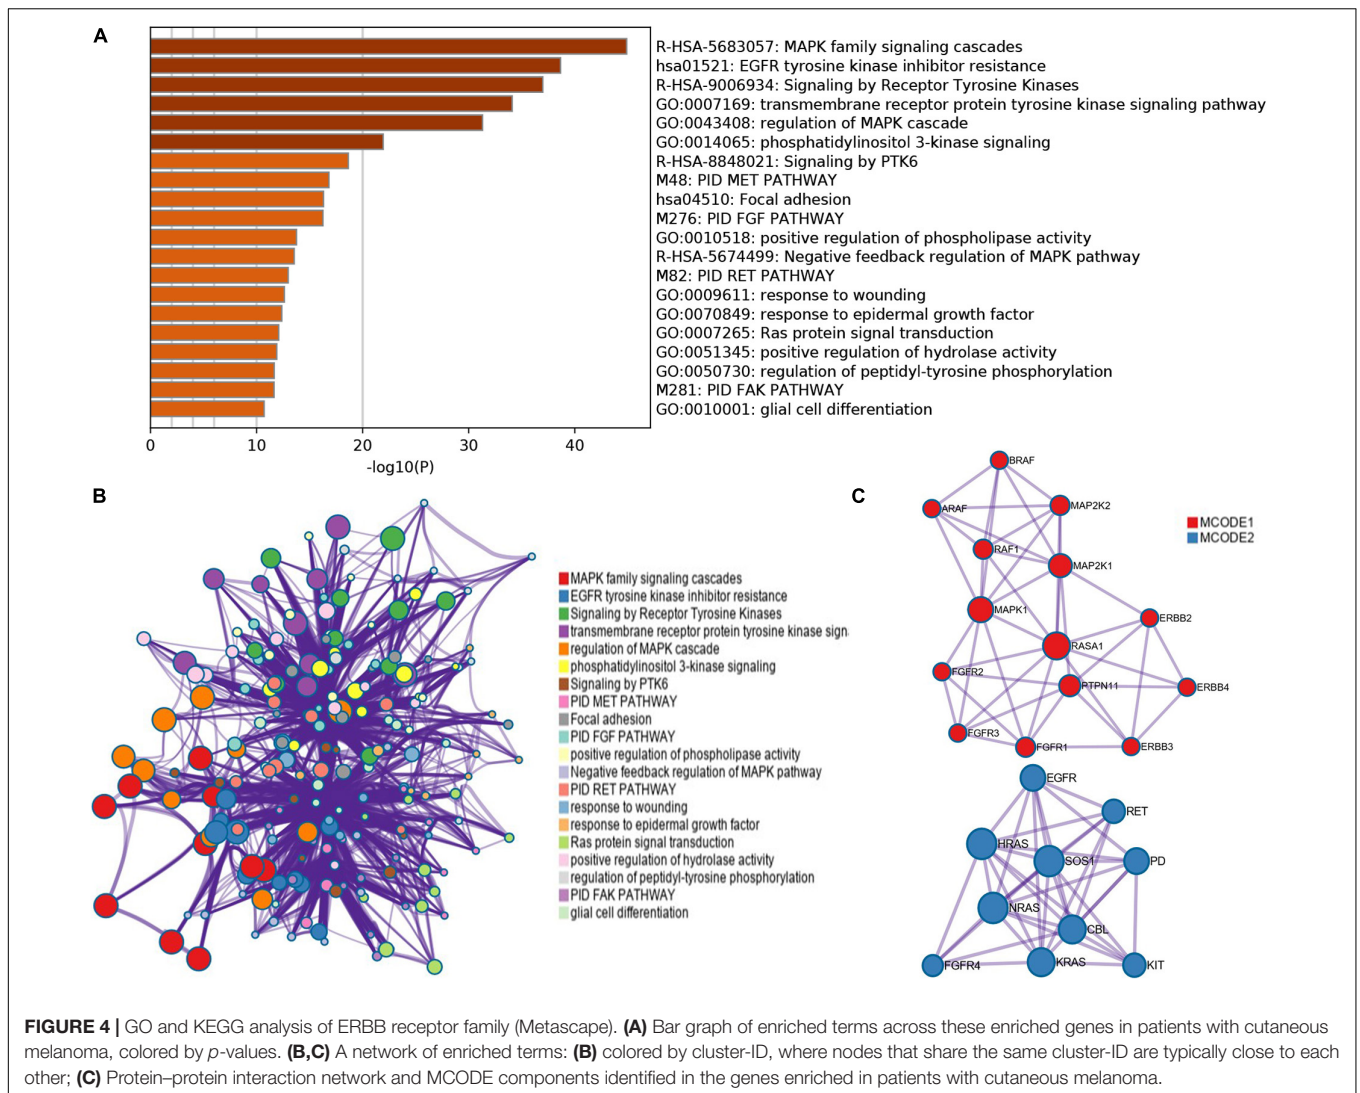 A
R-HSA-5683057: MAPK family signaling cascades
hsa01521: EGFR tyrosine kinase inhibitor resistance
R-HSA-9006934: Signaling by Receptor Tyrosine Kinases
GO:0007169: transmembrane receptor protein tyrosine kinase signaling pathway
GO:0043408: regulation of MAPK cascade
GO:0014065: phosphatidylinositol 3-kinase signaling
R-HSA-8848021: Signaling by PTK6
M48: PID MET PATHWAY
hsa04510: Focal adhesion
M276: PID FGF PATHWAY
GO:0010518: positive regulation of phospholipase activity
R-HSA-5674499: Negative feedback regulation of MAPK pathway
M82: PID RET PATHWAY
GO:0009611: response to wounding
GO:0070849: response to epidermal growth factor
GO:0007265: Ras protein signal transduction
GO:0051345: positive regulation of hydrolase activity
GO:0050730: regulation of peptidyl-tyrosine phosphorylation
M281: PID FAK PATHWAY
GO:0010001: glial cell differentiation
0 10 20 30 40
-log10(P)
B
MAPK family signaling cascades
EGFR tyrosine kinase inhibitor resistance
Signaling by Receptor Tyrosine Kinases
transmembrane receptor protein tyrosine kinase sign
regulation of MAPK cascade
phosphatidylinositol 3-kinase signaling
Signaling by PTK6
PID MET PATHWAY
Focal adhesion
PID FGF PATHWAY
positive regulation of phospholipase activity
Negative feedback regulation of MAPK pathway
PID RET PATHWAY
response to wounding
response to epidermal growth factor
Ras protein signal transduction
positive regulation of hydrolase activity
regulation of peptidyl-tyrosine phosphorylation
PID FAK PATHWAY
glial cell differentiation
C
MCODE1
MCODE2
BRAF
ARAF
MAP2K2
RAF1
MAP2K1
MAPK1
ERBB2
RASA1
FGFR2
PTPN11
ERBB4
FGFR3
FGFR1
ERBB3
EGFR
RET
HRAS
SOS1
PD
NRAS
CBL
FGFR4
KRAS
KIT
FIGURE 4 | GO and KEGG analysis of ERBB receptor family (Metascape). (A) Bar graph of enriched terms across these enriched genes in patients with cutaneous
melanoma, colored by p-values. (B,C) A network of enriched terms: (B) colored by cluster-ID, where nodes that share the same cluster-ID are typically close to each
other; (C) Protein–protein interaction network and MCODE components identified in the genes enriched in patients with cutaneous melanoma.